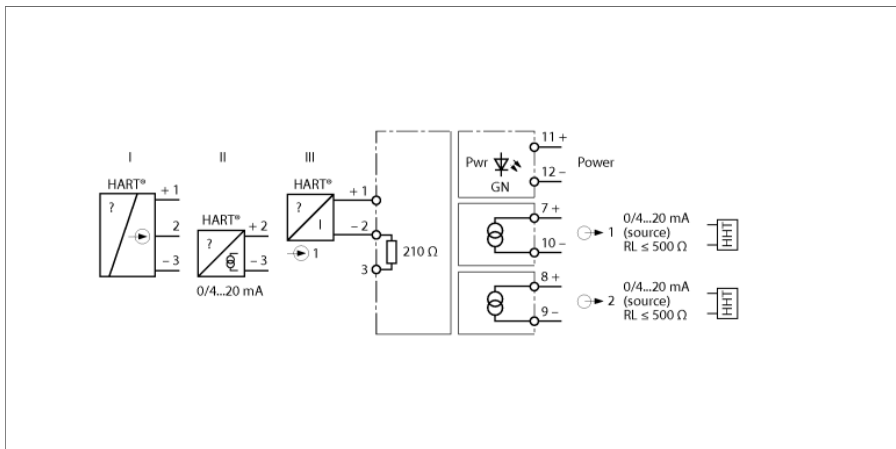 I
II
III
HART®
?
+ 1
2
– 3
HART®
?
+ 2
– 3
0/4...20 mA
HART®
?
I
1
+ 1
– 2
3
210 Ω
Pwr
GN
11 +
12 –
Power
7 +
10 –
1
0/4...20 mA
(source)
RL ≤ 500 Ω
HHT
8 +
9 –
2
0/4...20 mA
(source)
RL ≤ 500 Ω
HHT